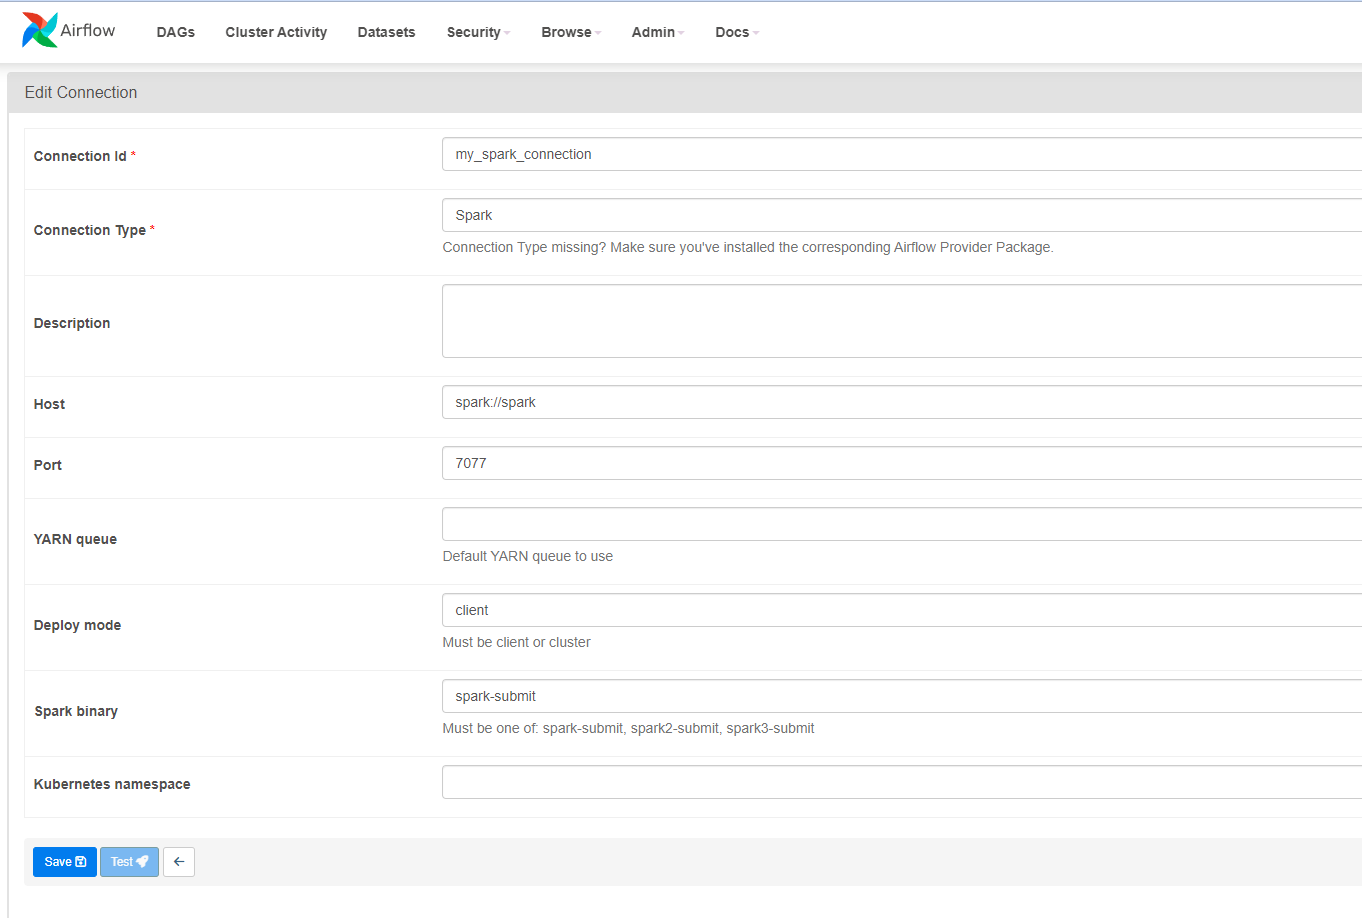 Airflow DAGs Cluster Activity Datasets Security Browse Admin Docs
Edit Connection
Connection Id * my_spark_connection
Connection Type * Spark
Connection Type missing? Make sure you've installed the corresponding Airflow Provider Package.
Description
Host spark://spark
Port 7077
YARN queue
Default YARN queue to use
Deploy mode client
Must be client or cluster
Spark binary spark-submit
Must be one of: spark-submit, spark2-submit, spark3-submit
Kubernetes namespace
Save Test